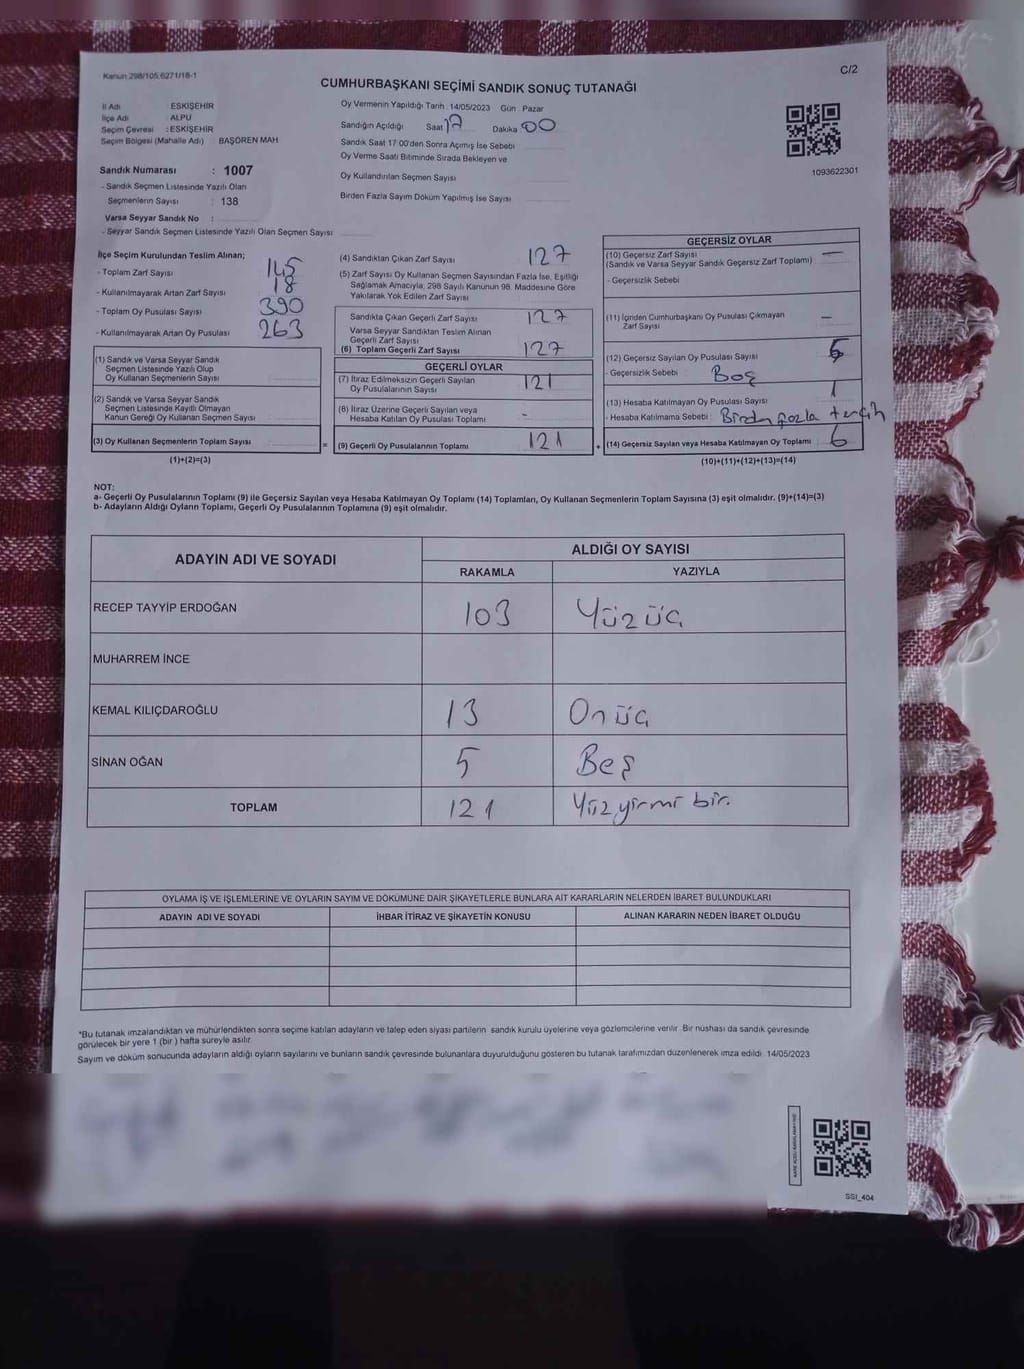 Kanun 298/105,6271/18-1
C/2
CUMHURBAŞKANI SEÇİMİ SANDIK SONUÇ TUTANAĞI
İl Adı ESKİŞEHİR
İlçe Adı ALPU
Seçim Çevresi : ESKİŞEHİR
Seçim Bölgesi (Mahalle Adı) BAŞÖREN MAH
Oy Vermenin Yapıldığı Tarih 14/05/2023 Gün Pazar
Sandığın Açıldığı Saat 17 Dakika 00
Sandık Saat 17 00'den Sonra Açımış İse Sebebi
Oy Verme Saati Bitiminde Sırada Bekleyen ve
Oy Kullandırılan Seçmen Sayısı
Birden Fazla Sayım Döküm Yapılmış İse Sayısı
1093622301
Sandık Numarası : 1007
- Sandık Seçmen Listesinde Yazılı Olan
Seçmenlerin Sayısı : 138
Varsa Seyyar Sandık No :
- Seyyar Sandık Seçmen Listesinde Yazılı Olan Seçmen Sayısı
İlçe Seçim Kurulundan Teslim Alınan;
- Toplam Zarf Sayısı 145
- Kullanılmayarak Artan Zarf Sayısı 18
- Toplam Oy Pusulası Sayısı 390
- Kullanılmayarak Artan Oy Pusulası 263
(1) Sandık ve Varsa Seyyar Sandık
Seçmen Listesinde Yazılı Olup
Oy Kullanan Seçmenlerin Sayısı
(2) Sandık ve Varsa Seyyar Sandık
Seçmen Listesinde Kayıtlı Olmayan
Kanun Gereği Oy Kullanan Seçmen Sayısı
(3) Oy Kullanan Seçmenlerin Toplam Sayısı
(1)+(2)=(3)
=
(4) Sandıktan Çıkan Zarf Sayısı 127
(5) Zarf Sayısı Oy Kullanan Seçmen Sayısından Fazla İse, Eşitliği
Sağlamak Amacıyla; 298 Sayılı Kanunun 98. Maddesine Göre
Yakılarak Yok Edilen Zarf Sayısı
Sandıkta Çıkan Geçerli Zarf Sayısı 127
Varsa Seyyar Sandıktan Teslim Alınan
Geçerli Zarf Sayısı
(6) Toplam Geçerli Zarf Sayısı 127
GEÇERLİ OYLAR
(7) İtiraz Edilmeksizin Geçerli Sayılan
Oy Pusulalarının Sayısı 121
(8) İtiraz Üzerine Geçerli Sayılan veya
Hesaba Katılan Oy Pusulası Toplamı -
(9) Geçerli Oy Pusulalarının Toplamı 121
+
GEÇERSİZ OYLAR
(10) Geçersiz Zarf Sayısı —
(Sandık ve Varsa Seyyar Sandık Geçersiz Zarf Toplamı)
- Geçersizlik Sebebi
(11) İçinden Cumhurbaşkanı Oy Pusulası Çıkmayan
Zarf Sayısı —
(12) Geçersiz Sayılan Oy Pusulası Sayısı
- Geçersizlik Sebebi Boş
(13) Hesaba Katılmayan Oy Pusulası Sayısı 1
- Hesaba Katılmama Sebebi : Birden fazla tercih
(14) Geçersiz Sayılan veya Hesaba Katılmayan Oy Toplamı 6
(10)+(11)+(12)+(13)=(14)
NOT:
a- Geçerli Oy Pusulalarının Toplamı (9) ile Geçersiz Sayılan veya Hesaba Katılmayan Oy Toplamı (14) Toplamları, Oy Kullanan Seçmenlerin Toplam Sayısına (3) eşit olmalıdır. (9)+(14)=(3)
b- Adayların Aldığı Oyların Toplamı, Geçerli Oy Pusulalarının Toplamına (9) eşit olmalıdır.
ADAYIN ADI VE SOYADI
ALDIĞI OY SAYISI
RAKAMLA YAZIYLA
RECEP TAYYİP ERDOĞAN 103 Yüzüç
MUHARREM İNCE
KEMAL KILIÇDAROĞLU 13 Onüç
SİNAN OĞAN 5 Beş
TOPLAM 121 Yüzyirmi bir.
OYLAMA İŞ VE İŞLEMLERİNE VE OYLARIN SAYIM VE DÖKÜMÜNE DAİR ŞİKAYETLERLE BUNLARA AİT KARARLARIN NELERDEN İBARET BULUNDUKLARI
ADAYIN ADI VE SOYADI İHBAR İTİRAZ VE ŞİKAYETİN KONUSU ALINAN KARARIN NEDEN İBARET OLDUĞU
*Bu tutanak imzalandıktan ve mühürlendikten sonra seçime katılan adayların ve talep eden siyasi partilerin sandık kurulu üyelerine veya gözlemcilerine verilir. Bir nüshası da sandık çevresinde
görülecek bir yere 1 (bir ) hafta süreyle asılır.
Sayım ve döküm sonucunda adayların aldığı oyların sayılarını ve bunların sandık çevresinde bulunanlara duyurulduğunu gösteren bu tutanak tarafımızdan düzenlenerek imza edildi. 14/05/2023
SSI_404